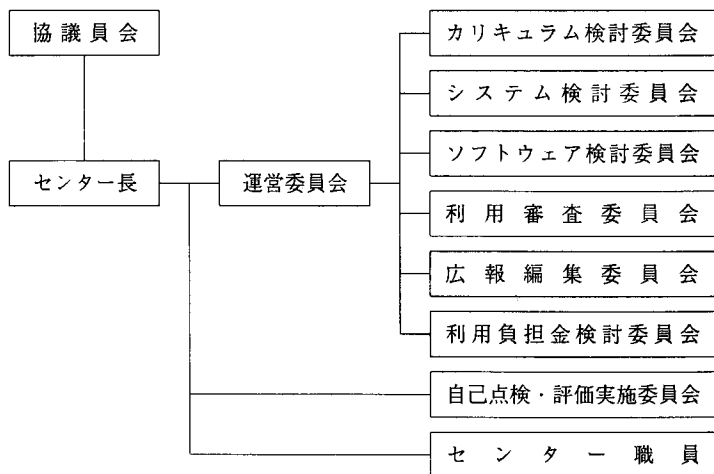 協議員会
センター長
運営委員会
カリキュラム検討委員会
システム検討委員会
ソフトウェア検討委員会
利用審査委員会
広報編集委員会
利用負担金検討委員会
自己点検・評価実施委員会
センター職員